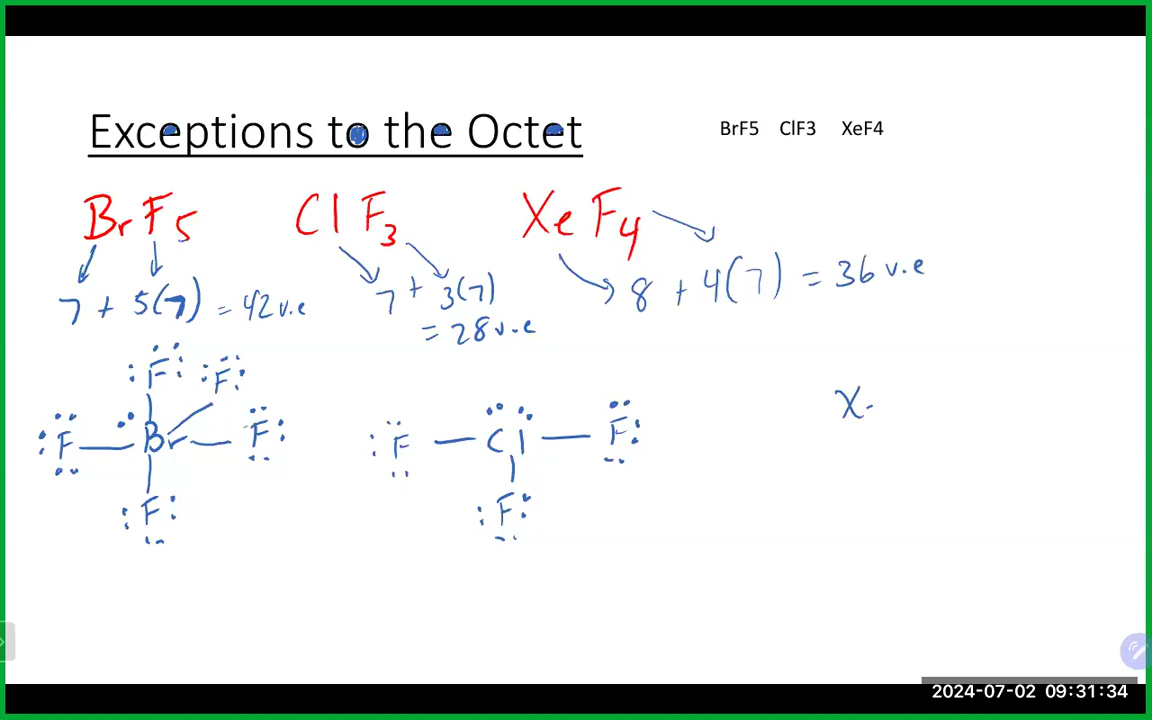 Exceptions to the Octet
BrF5 ClF3 XeF4
BrF5 ClF3 XeF4
7 + 5(7) = 42 v.e
7 + 3(7)
= 28 v.e
8 + 4(7) = 36 v.e
F F
F Br F
F
F Cl F
F
X
2024-07-02 09:31:34